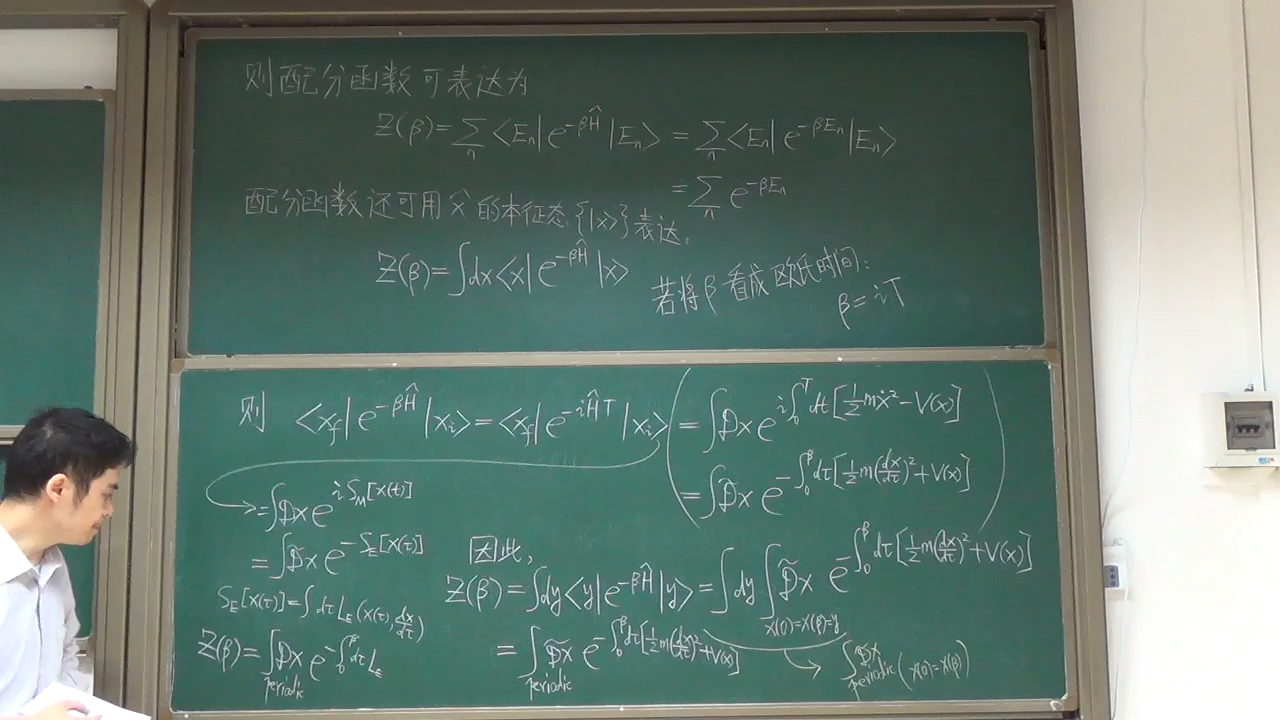 则配分函数可表达为
Z(β)=∑_n <E_n| e^{-βĤ} |E_n> = ∑_n <E_n| e^{-βE_n} |E_n>
= ∑_n e^{-βE_n}
配分函数还可用 x̂ 的本征态 {|x>} 表达。
Z(β)=∫dx<x| e^{-βĤ} |x>
若将 β 看成欧氏时间:
β=iT
则 <x_f| e^{-βĤ} |x_i> = <x_f| e^{-iĤT} |x_i> ( = ∫Dx e^{i∫_0^T dt[½mẋ²-V(x)]}
= ∫D̃x e^{-∫_0^β dτ[½m(dx/dτ)²+V(x)]} )
=∫Dx e^{iS_M[x(t)]}
=∫D̃x e^{-S_E[x(τ)]}
S_E[x(τ)]=∫dτ L_E(x(τ), dx/dτ)
Z(β)=∫_{periodic} Dx e^{-∫_0^β dτ L_E}
因此,
Z(β)=∫dy<y| e^{-βĤ} |y> = ∫dy ∫_{x(0)=x(β)=y} D̃x e^{-∫_0^β dτ[½m(dx/dτ)²+V(x)]}
= ∫_{periodic} D̃x e^{-∫_0^β dτ[½m(dx/dτ)²+V(x)]}
∫_{periodic} Dx (x(0)=x(β))